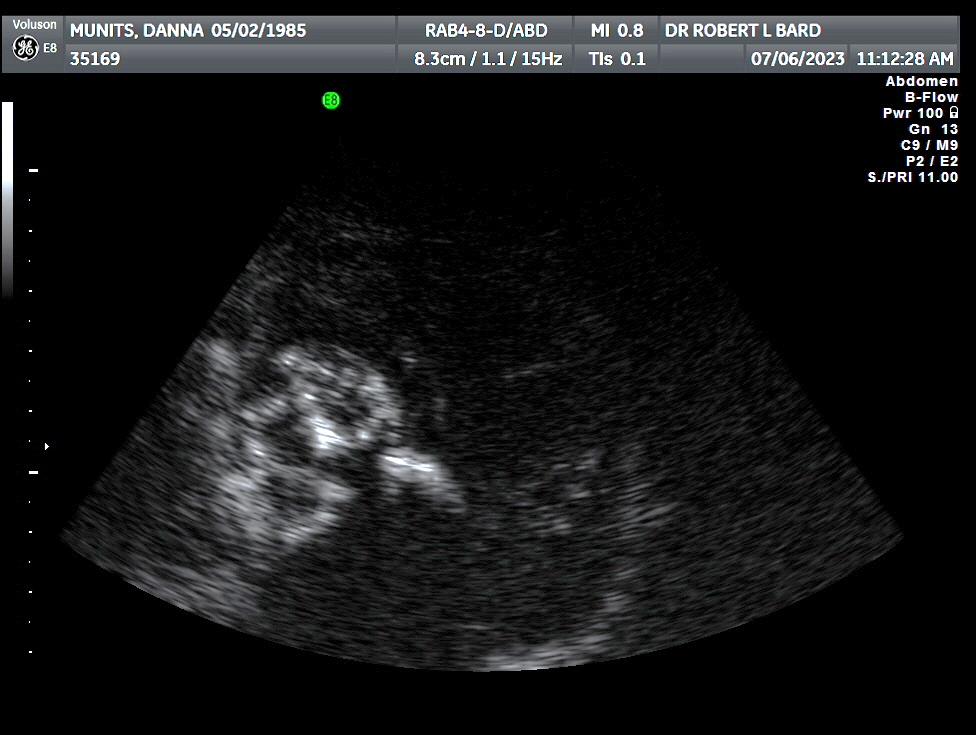 Voluson
E8
MUNITS, DANNA 05/02/1985 RAB4-8-D/ABD MI 0.8 DR ROBERT L BARD
35169 8.3cm / 1.1 / 15Hz TIs 0.1 07/06/2023 11:12:28 AM
E8
Abdomen
B-Flow
Pwr 100
Gn 13
C9 / M9
P2 / E2
S./PRI 11.00